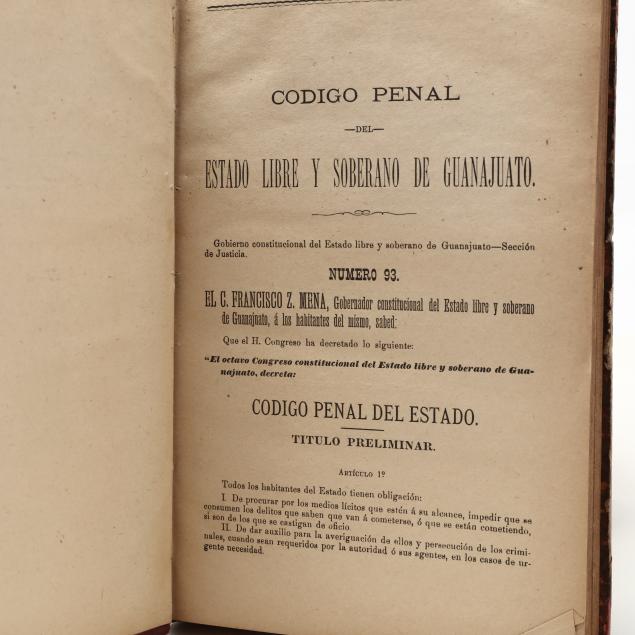 CODIGO PENAL
—DEL—
ESTADO LIBRE Y SOBERANO DE GUANAJUATO.
Gobierno constitucional del Estado libre y soberano de Guanajuato—Sección
de Justicia.
NUMERO 93.
EL C. FRANCISCO Z. MENA, Gobernador constitucional del Estado libre y soberano
de Guanajuato, á los habitantes del mismo, sabed:
Que el H. Congreso ha decretado lo siguiente:
"El octavo Congreso constitucional del Estado libre y soberano de Gua-
najuato, decreta:
CODIGO PENAL DEL ESTADO.
TITULO PRELIMINAR.
ARTÍCULO 1º
Todos los habitantes del Estado tienen obligación:
I De procurar por los medios lícitos que estén á su alcance, impedir que se
consumen los delitos que saben que van á cometerse, ó que se están cometiendo,
si son de los que se castigan de oficio
II. De dar auxilio para la averiguación de ellos y persecución de los crimi-
nales, cuando sean requeridos por la autoridad ó sus agentes, en los casos de ur-
gente necesidad.